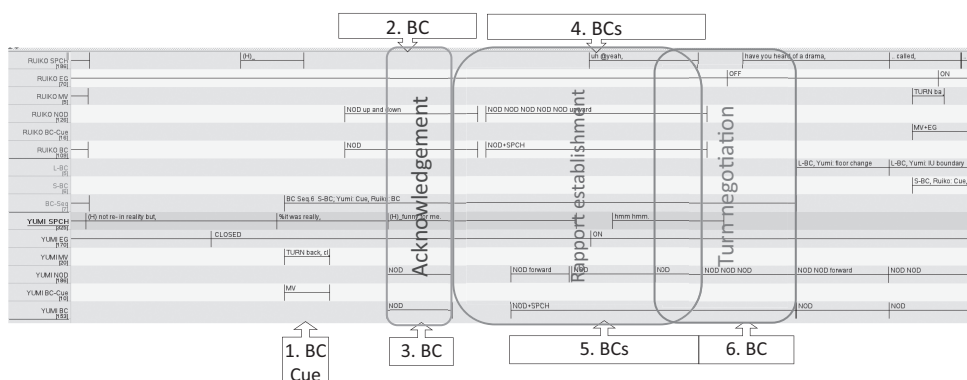 2. BC
4. BCs
RUIKO SPCH
(H)_
uh @yeah,
have you heard of a drama,
called,
RUIKO EG
OFF
ON
RUIKO MV
TURN ba
RUIKO NOD
NOD up and down
NOD NOD NOD NOD NOD upward
RUIKO BC-Cue
MV+EG
RUIKO BC
NOD
NOD+SPCH
L-BC
L-BC, Yumi: floor change
L-BC, Yumi: IU boundary
S-BC
S-BC, Ruiko: Cue,
BC-Seq
BC Seq.6 S-BC; Yumi: Cue, Ruiko: BC
YUMI SPCH
(H) not re- in reality but,
%it was really,
(H)_funny for me.
hmm hmm.
YUMI EG
CLOSED
ON
YUMI MV
TURN back, cl
YUMI NOD
NOD
NOD forward
NOD
NOD
NOD NOD NOD
NOD NOD forward
NOD NOD
YUMI BC-Cue
MV
YUMI BC
NOD
NOD+SPCH
NOD
NOD
Acknowledgement
Rapport establishment
Turn negotiation
1. BC
Cue
3. BC
5. BCs
6. BC